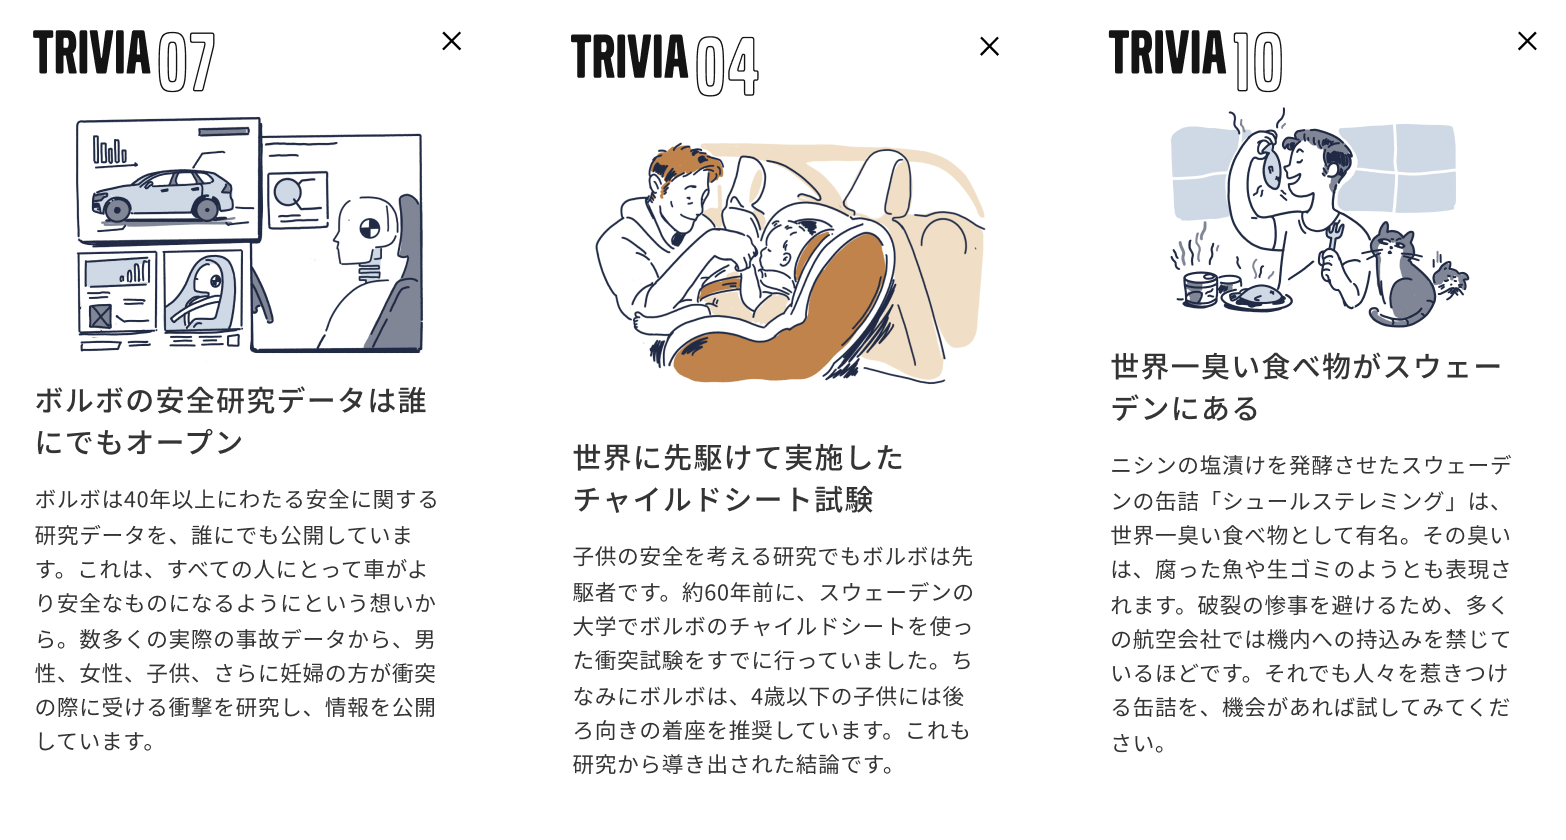 TRIVIA 07
ボルボの安全研究データは誰
にでもオープン
ボルボは40年以上にわたる安全に関する
研究データを、誰にでも公開していま
す。これは、すべての人にとって車がよ
り安全なものになるようにという想いか
ら。数多くの実際の事故データから、男
性、女性、子供、さらに妊婦の方が衝突
の際に受ける衝撃を研究し、情報を公開
しています。
TRIVIA 04
世界に先駆けて実施した
チャイルドシート試験
子供の安全を考える研究でもボルボは先
駆者です。約60年前に、スウェーデンの
大学でボルボのチャイルドシートを使っ
た衝突試験をすでに行っていました。ち
なみにボルボは、4歳以下の子供には後
ろ向きの着座を推奨しています。これも
研究から導き出された結論です。
TRIVIA 10
世界一臭い食べ物がスウェー
デンにある
ニシンの塩漬けを発酵させたスウェーデ
ンの缶詰「シュールステレミング」は、
世界一臭い食べ物として有名。その臭い
は、腐った魚や生ゴミのようとも表現さ
れます。破裂の惨事を避けるため、多く
の航空会社では機内への持込みを禁じて
いるほどです。それでも人々を惹きつけ
る缶詰を、機会があれば試してみてくだ
さい。